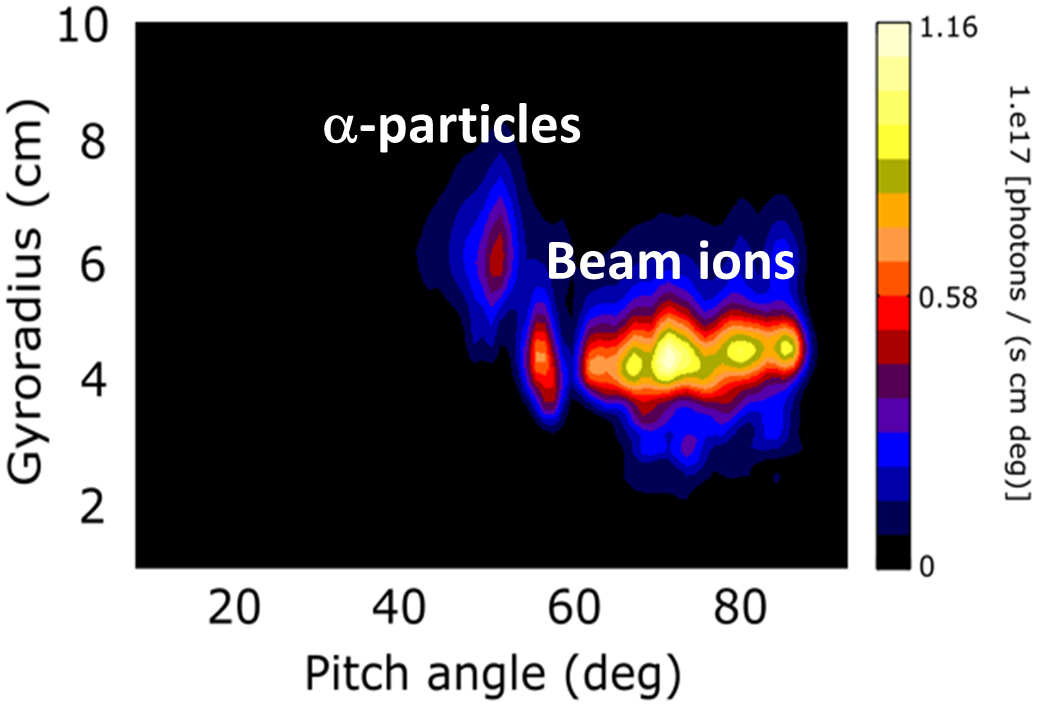 10
8
6
4
2
Gyroradius (cm)
α-particles
Beam ions
20 40 60 80
Pitch angle (deg)
1.16
0.58
0
1.e17 [photons / (s cm deg)]